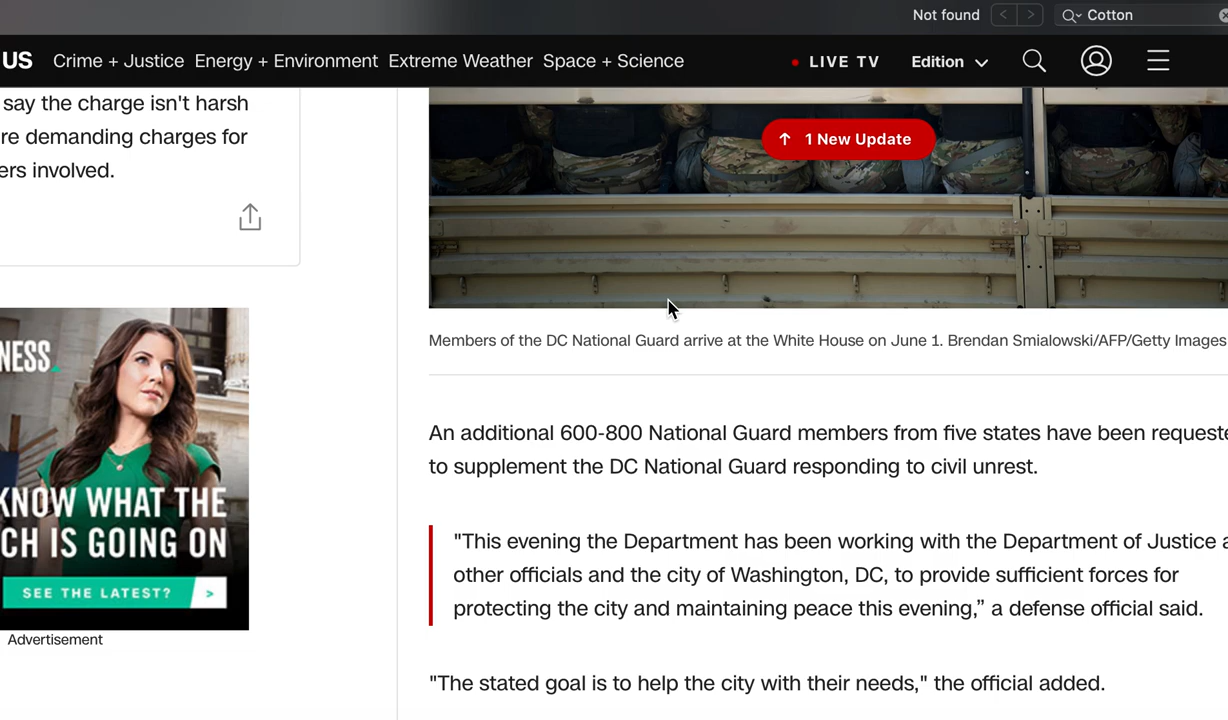 Not found
Cotton
US Crime + Justice Energy + Environment Extreme Weather Space + Science LIVE TV Edition
say the charge isn't harsh
re demanding charges for
ers involved.
1 New Update
Members of the DC National Guard arrive at the White House on June 1. Brendan Smialowski/AFP/Getty Images
An additional 600-800 National Guard members from five states have been requeste
to supplement the DC National Guard responding to civil unrest.
"This evening the Department has been working with the Department of Justice a
other officials and the city of Washington, DC, to provide sufficient forces for
protecting the city and maintaining peace this evening,” a defense official said.
"The stated goal is to help the city with their needs," the official added.
NESS.
KNOW WHAT THE
CH IS GOING ON
SEE THE LATEST? >
Advertisement